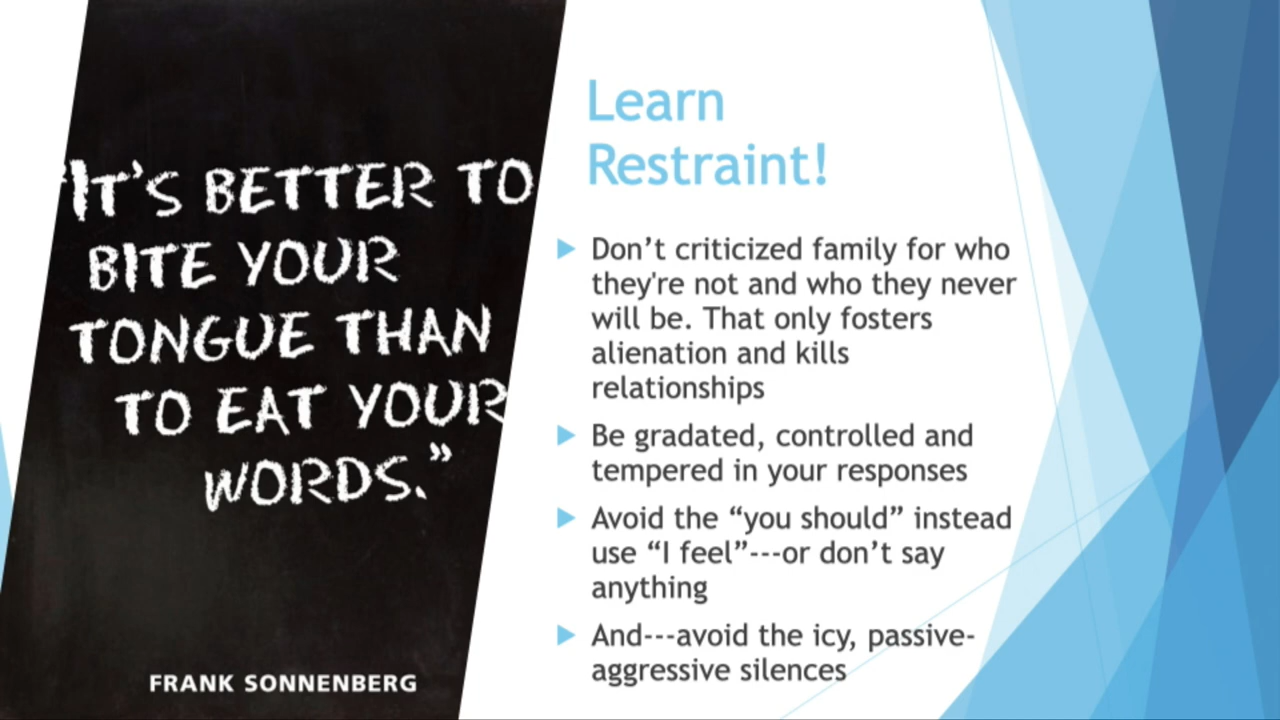 “IT’S BETTER TO
BITE YOUR
TONGUE THAN
TO EAT YOUR
WORDS.”
FRANK SONNENBERG
Learn
Restraint!
Don’t criticized family for who
they're not and who they never
will be. That only fosters
alienation and kills
relationships
Be gradated, controlled and
tempered in your responses
Avoid the “you should” instead
use “I feel”---or don’t say
anything
And---avoid the icy, passive-
aggressive silences